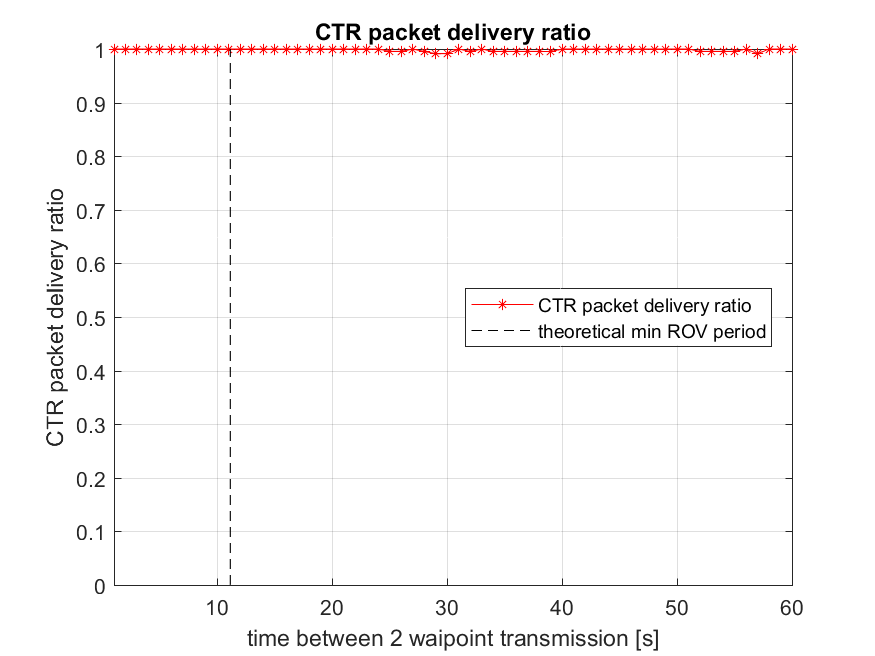 CTR packet delivery ratio
1
0.9
0.8
0.7
0.6
0.5
0.4
0.3
0.2
0.1
0
CTR packet delivery ratio
CTR packet delivery ratio
theoretical min ROV period
10 20 30 40 50 60
time between 2 waipoint transmission [s]